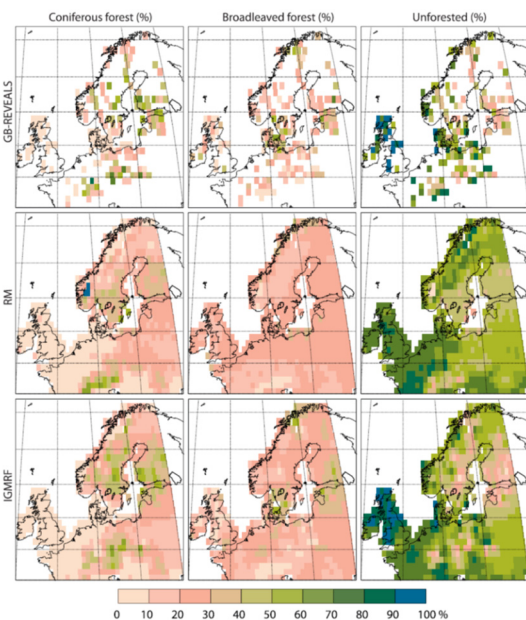 Coniferous forest (%) Broadleaved forest (%) Unforested (%)
GB-REVEALS
RM
IGMRF
0 10 20 30 40 50 60 70 80 90 100 %